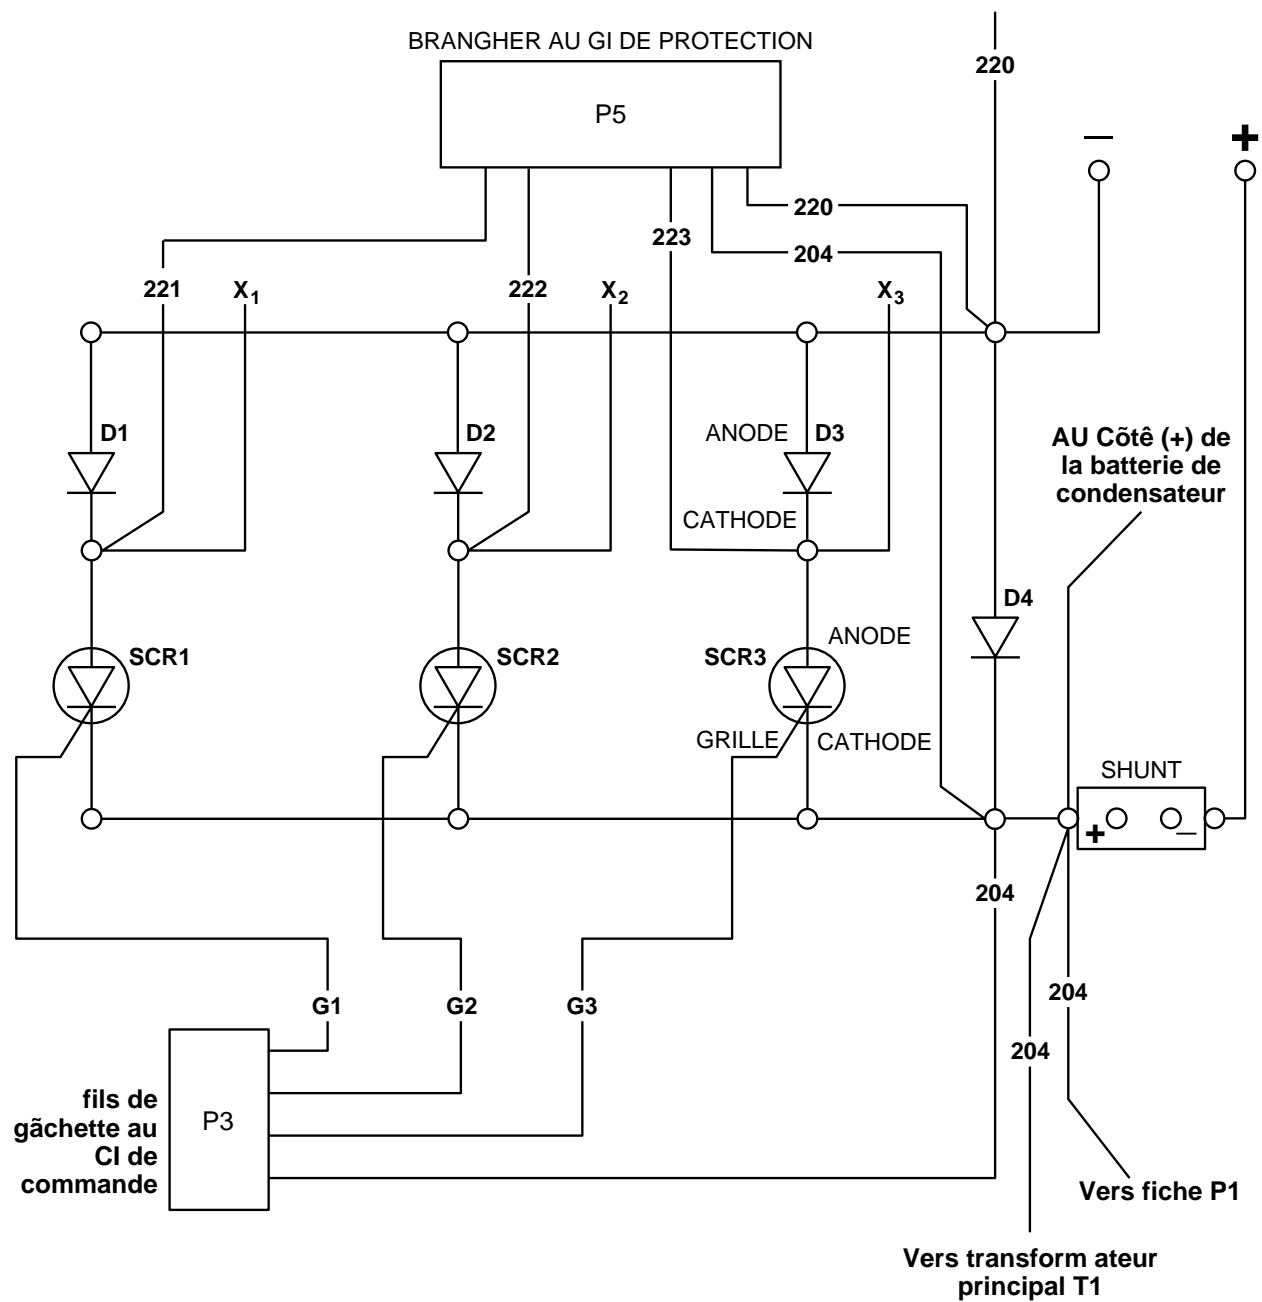 BRANGHER AU GI DE PROTECTION
220
P5
220
223
204
221
X1
222
X2
X3
D1
D2
ANODE
D3
AU Cõtê (+) de
la batterie de
condensateur
CATHODE
D4
SCR1
SCR2
SCR3
ANODE
GRILLE
CATHODE
SHUNT
204
204
G1
G2
G3
204
fils de
gãchette au
CI de
commande
P3
Vers fiche P1
Vers transform ateur
principal T1